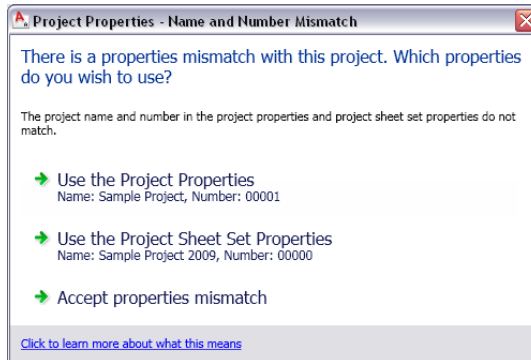 Project Properties - Name and Number Mismatch
There is a properties mismatch with this project. Which properties
do you wish to use?
The project name and number in the project properties and project sheet set properties do not
match.
Use the Project Properties
Name: Sample Project, Number: 00001
Use the Project Sheet Set Properties
Name: Sample Project 2009, Number: 00000
Accept properties mismatch
Click to learn more about what this means